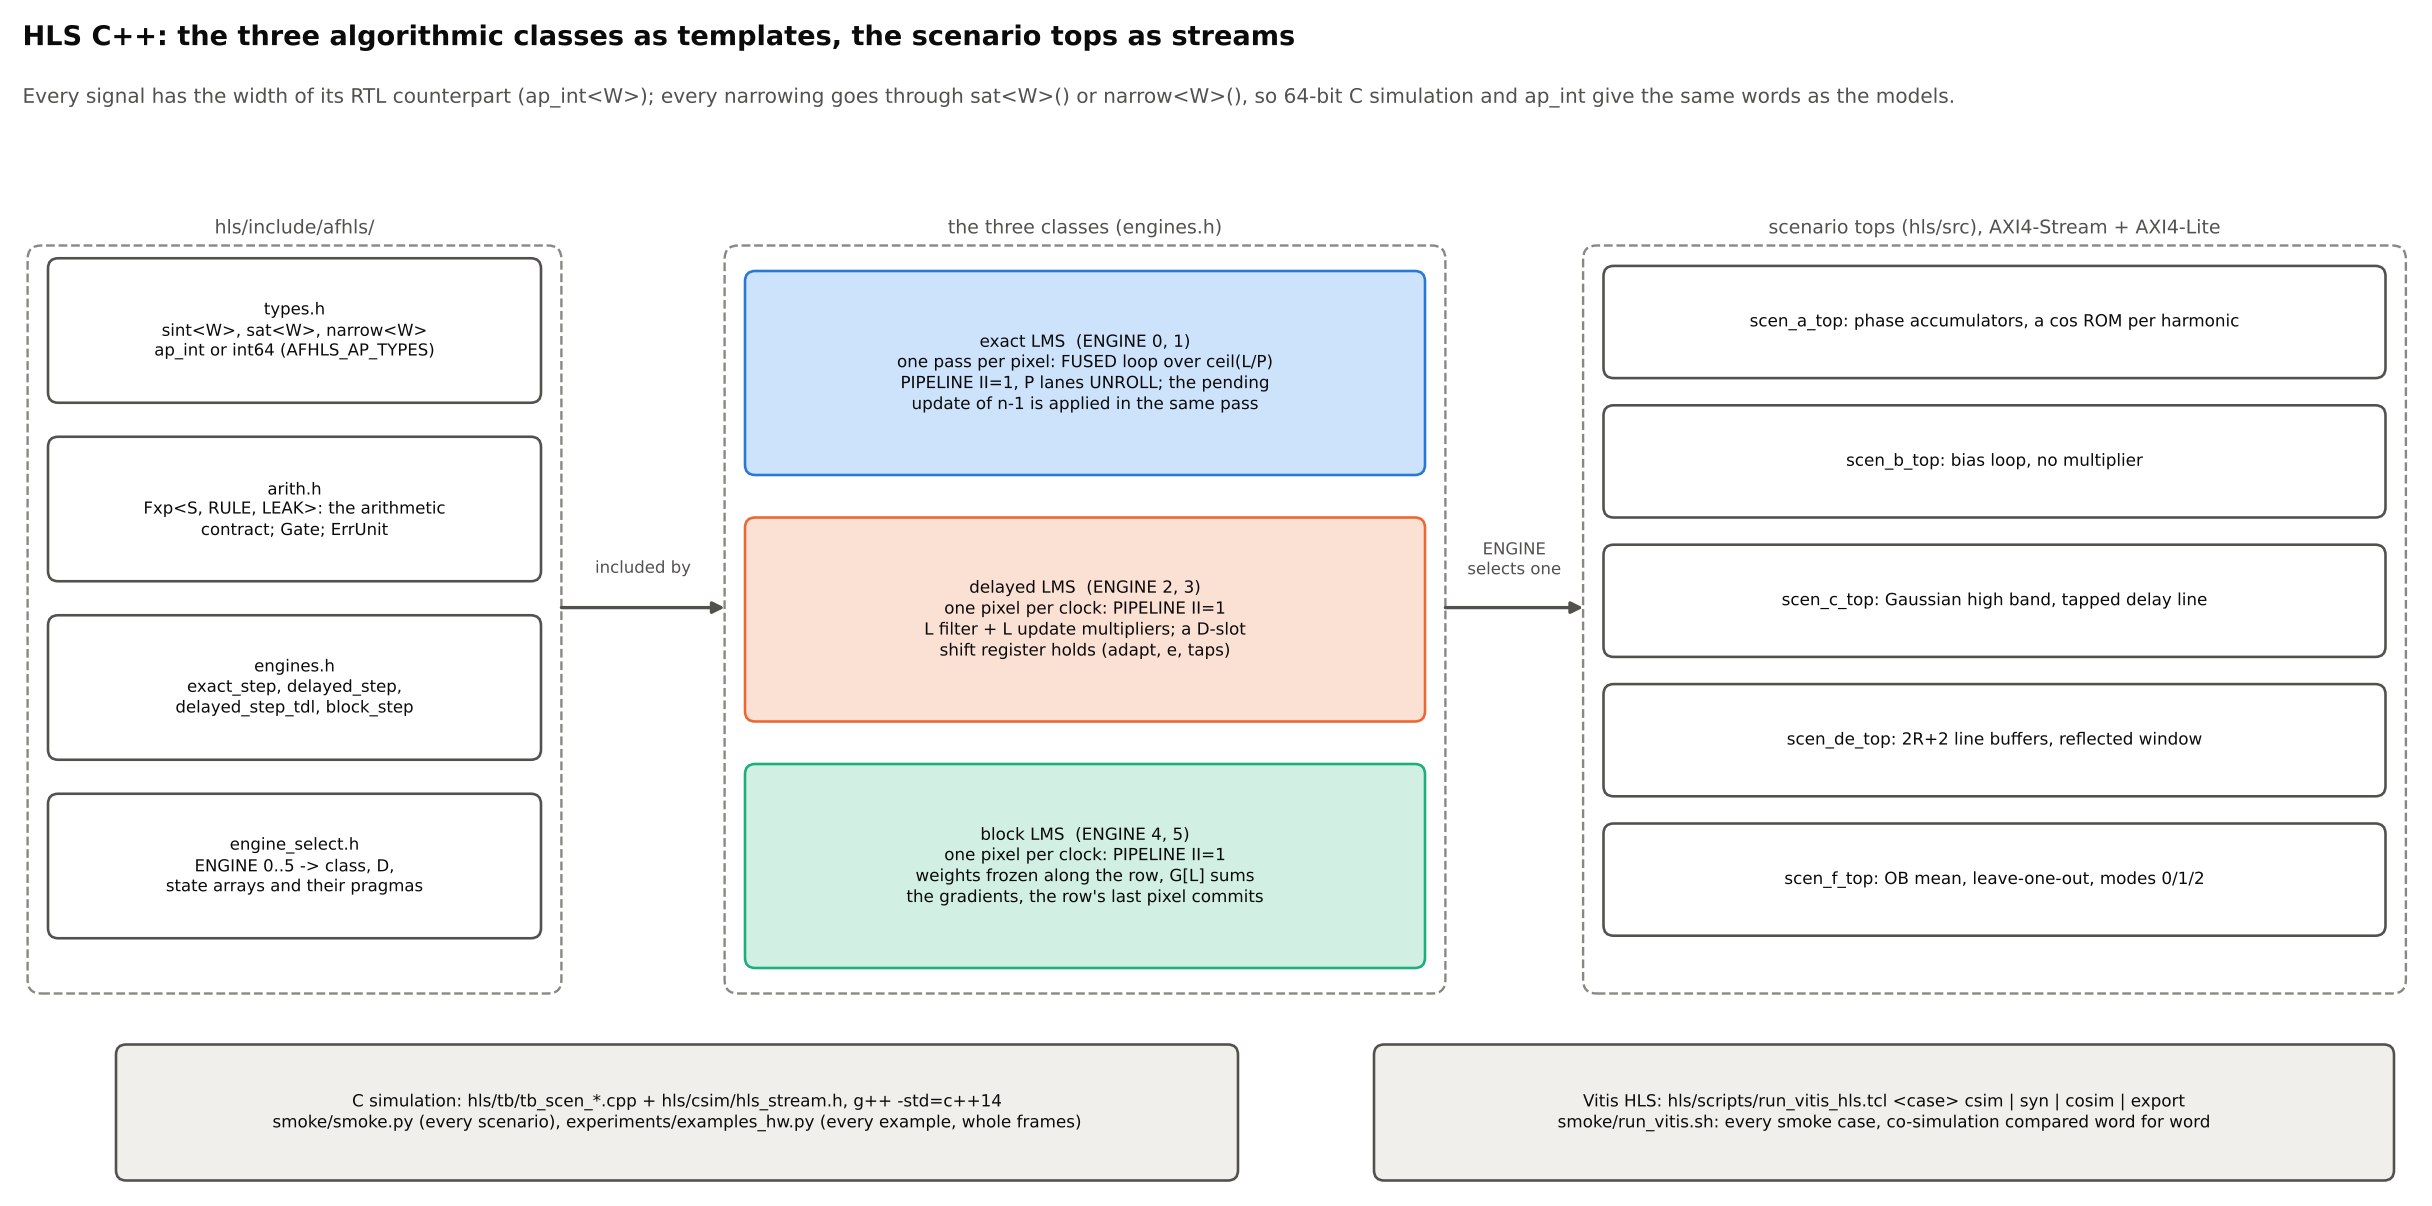 HLS C++: the three algorithmic classes as templates, the scenario tops as streams
Every signal has the width of its RTL counterpart (ap_int<W>); every narrowing goes through sat<W>() or narrow<W>(), so 64-bit C simulation and ap_int give the same words as the models.
hls/include/afhls/
types.h
sint<W>, sat<W>, narrow<W>
ap_int or int64 (AFHLS_AP_TYPES)
arith.h
Fxp<S, RULE, LEAK>: the arithmetic
contract; Gate; ErrUnit
engines.h
exact_step, delayed_step,
delayed_step_tdl, block_step
engine_select.h
ENGINE 0..5 -> class, D,
state arrays and their pragmas
included by
the three classes (engines.h)
exact LMS  (ENGINE 0, 1)
one pass per pixel: FUSED loop over ceil(L/P)
PIPELINE II=1, P lanes UNROLL; the pending
update of n-1 is applied in the same pass
delayed LMS  (ENGINE 2, 3)
one pixel per clock: PIPELINE II=1
L filter + L update multipliers; a D-slot
shift register holds (adapt, e, taps)
block LMS  (ENGINE 4, 5)
one pixel per clock: PIPELINE II=1
weights frozen along the row, G[L] sums
the gradients, the row's last pixel commits
ENGINE
selects one
scenario tops (hls/src), AXI4-Stream + AXI4-Lite
scen_a_top: phase accumulators, a cos ROM per harmonic
scen_b_top: bias loop, no multiplier
scen_c_top: Gaussian high band, tapped delay line
scen_de_top: 2R+2 line buffers, reflected window
scen_f_top: OB mean, leave-one-out, modes 0/1/2
C simulation: hls/tb/tb_scen_*.cpp + hls/csim/hls_stream.h, g++ -std=c++14
smoke/smoke.py (every scenario), experiments/examples_hw.py (every example, whole frames)
Vitis HLS: hls/scripts/run_vitis_hls.tcl <case> csim | syn | cosim | export
smoke/run_vitis.sh: every smoke case, co-simulation compared word for word